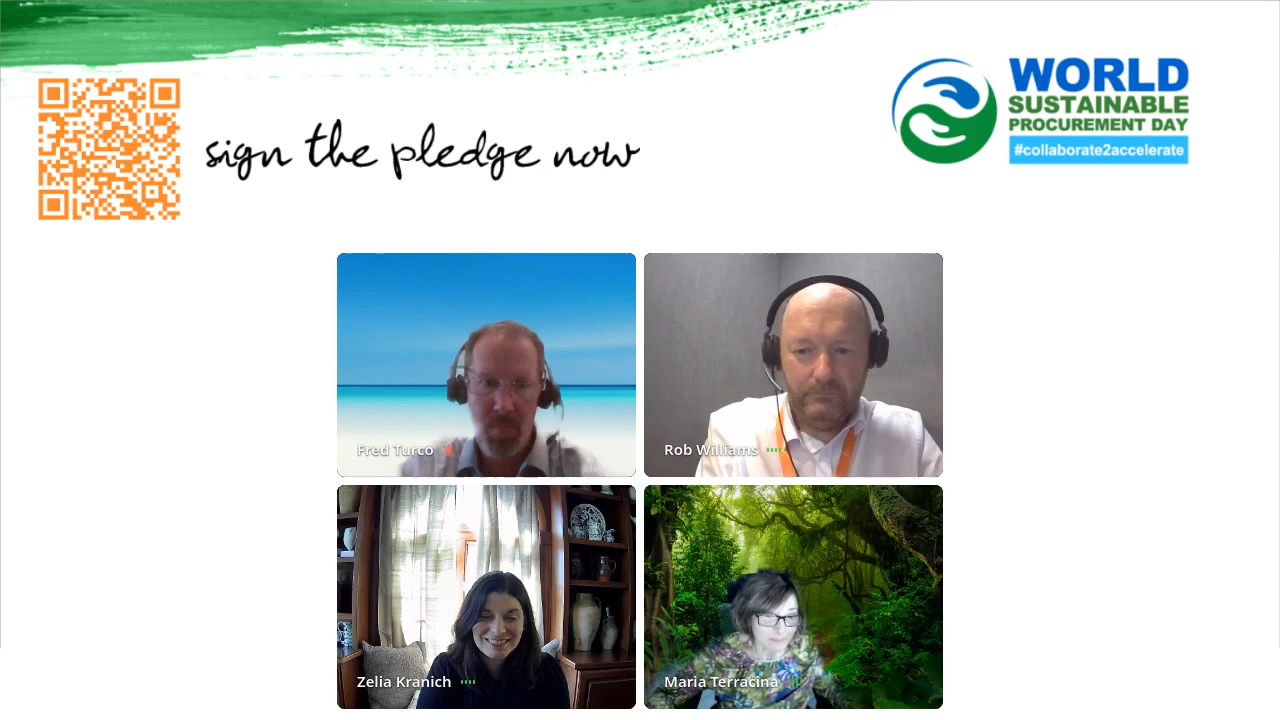 sign the pledge now
WORLD
SUSTAINABLE
PROCUREMENT DAY
#collaborate2accelerate
Fred Turco
Rob Williams
Zelia Kranich
Maria Terracina